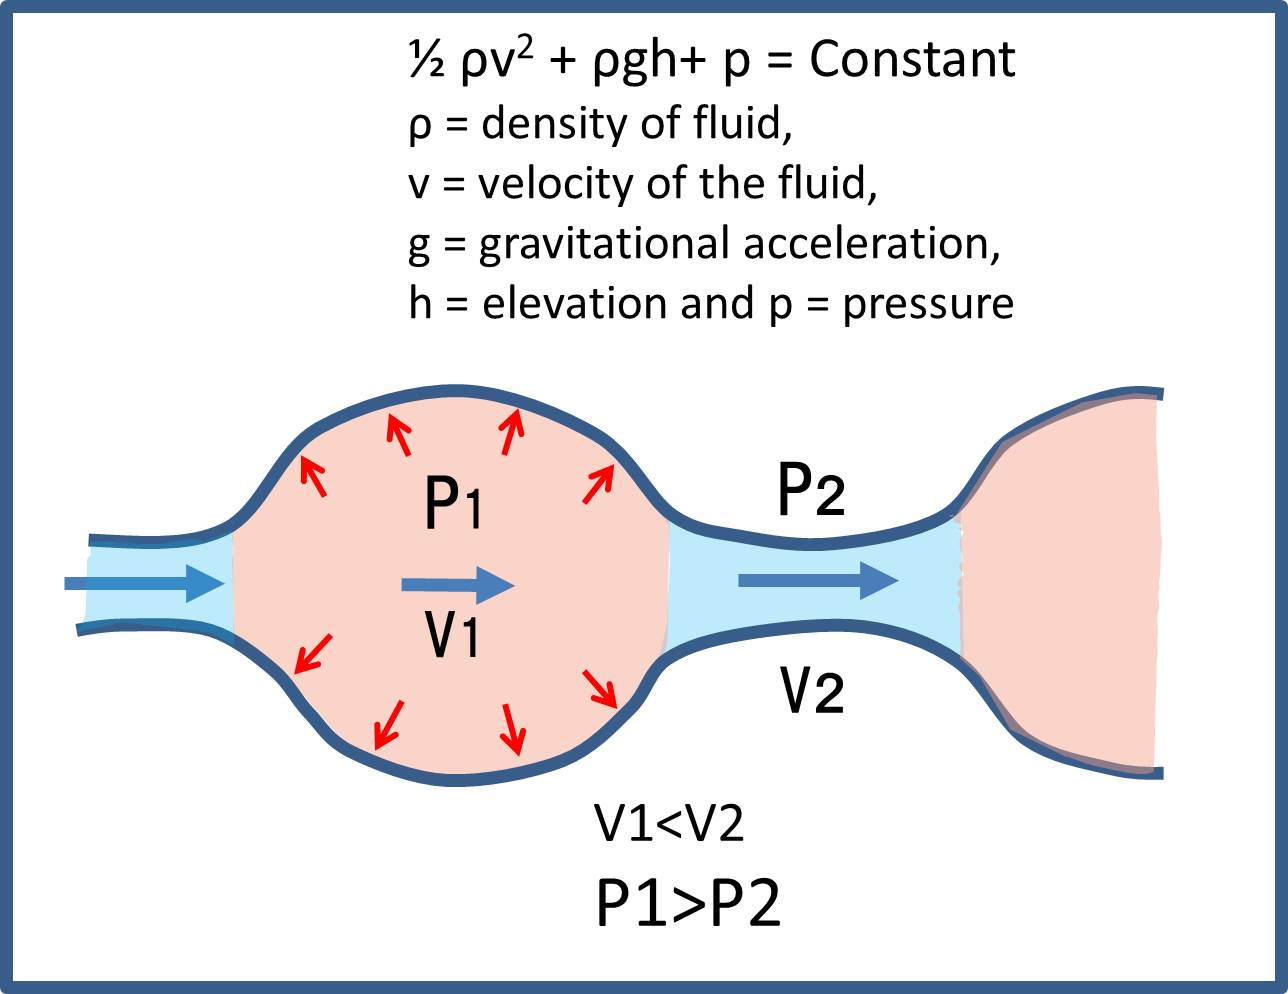 ½ ρv² + ρgh+ p = Constant
ρ = density of fluid,
v = velocity of the fluid,
g = gravitational acceleration,
h = elevation and p = pressure
P1
P2
V1
V2
V1<V2
P1>P2